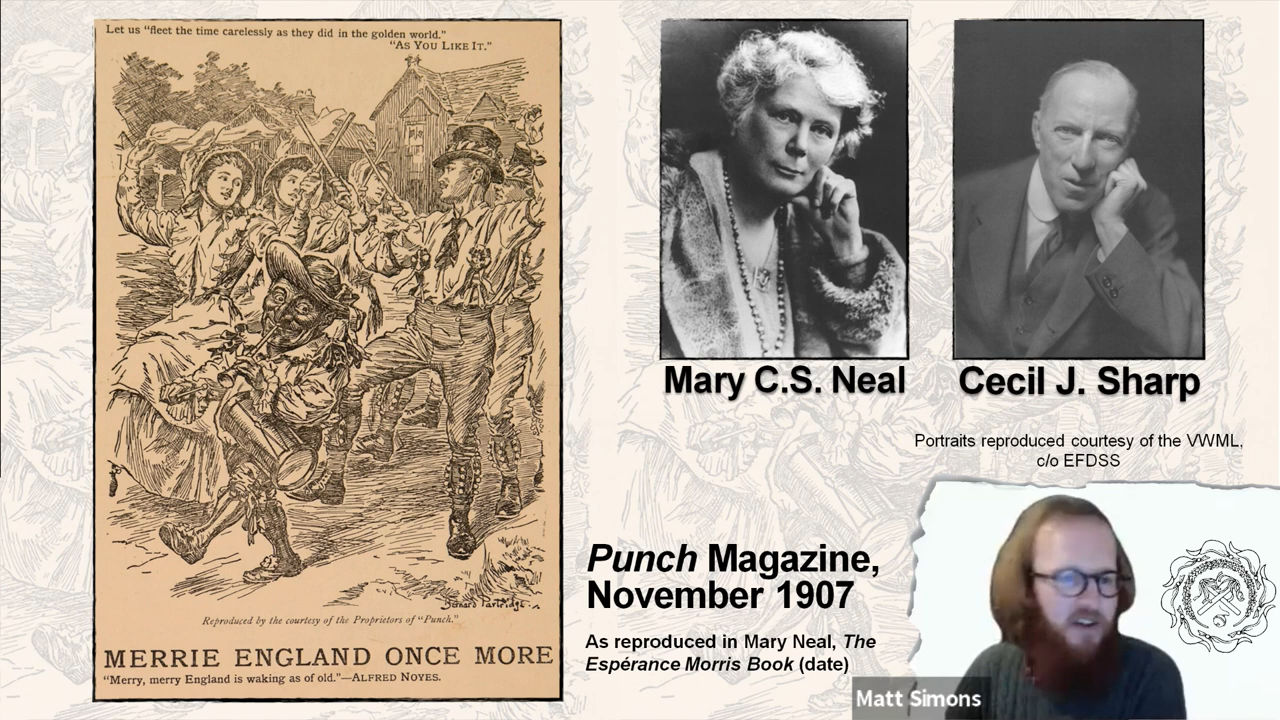 Let us "fleet the time carelessly as they did in the golden world."
"AS YOU LIKE IT."
Bernard Partridge
Reproduced by the courtesy of the Proprietors of "Punch."
MERRIE ENGLAND ONCE MORE
"Merry, merry England is waking as of old."—ALFRED NOYES.
Mary C.S. Neal
Cecil J. Sharp
Portraits reproduced courtesy of the VWML,
c/o EFDSS
Punch Magazine,
November 1907
As reproduced in Mary Neal, The
Espérance Morris Book (date)
Matt Simons